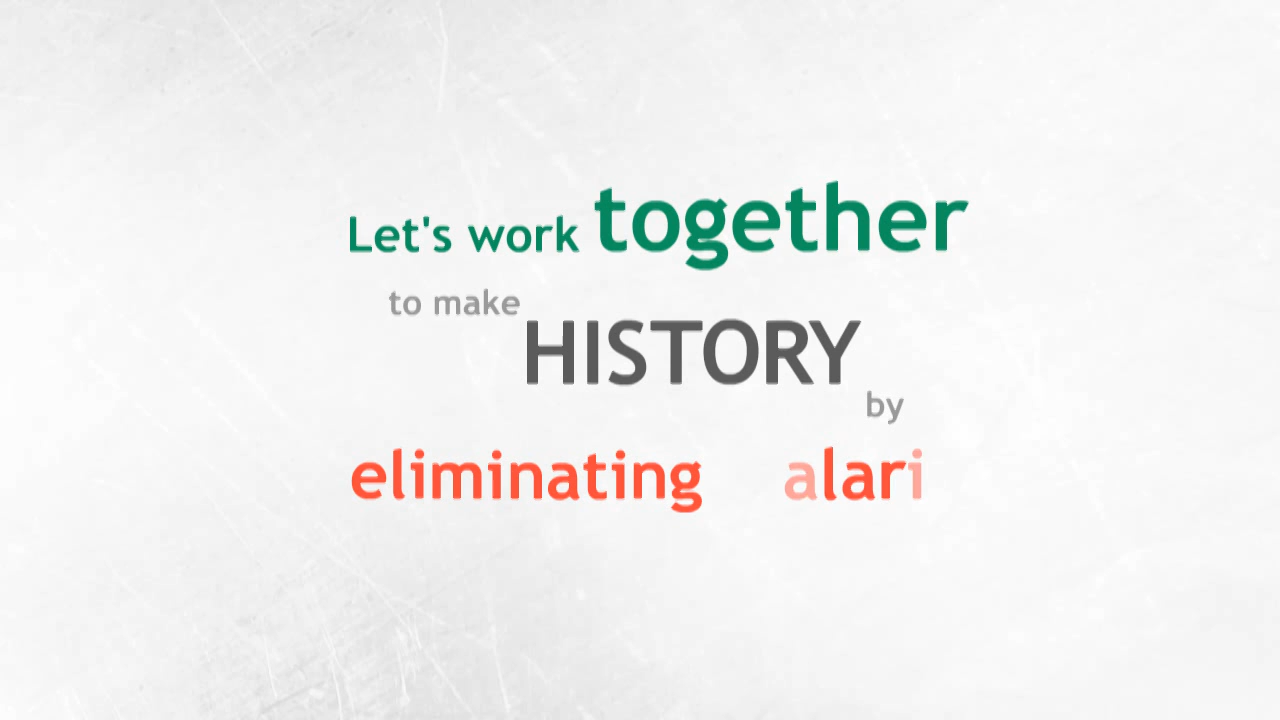 Let's work together
to make HISTORY by
eliminating alari